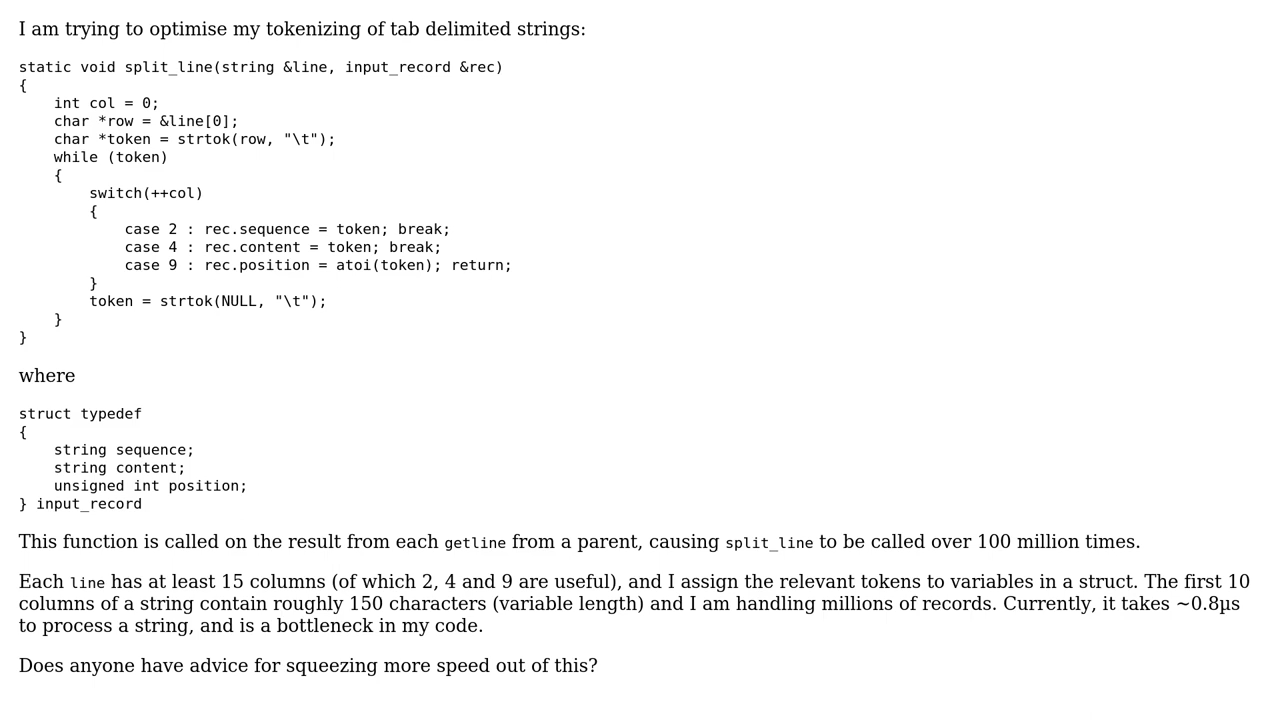 I am trying to optimise my tokenizing of tab delimited strings:
static void split_line(string &line, input_record &rec)
{
    int col = 0;
    char *row = &line[0];
    char *token = strtok(row, "\t");
    while (token)
    {
        switch(++col)
        {
            case 2 : rec.sequence = token; break;
            case 4 : rec.content = token; break;
            case 9 : rec.position = atoi(token); return;
        }
        token = strtok(NULL, "\t");
    }
}
where
struct typedef
{
    string sequence;
    string content;
    unsigned int position;
} input_record
This function is called on the result from each getline from a parent, causing split_line to be called over 100 million times.
Each line has at least 15 columns (of which 2, 4 and 9 are useful), and I assign the relevant tokens to variables in a struct. The first 10
columns of a string contain roughly 150 characters (variable length) and I am handling millions of records. Currently, it takes ~0.8µs
to process a string, and is a bottleneck in my code.
Does anyone have advice for squeezing more speed out of this?